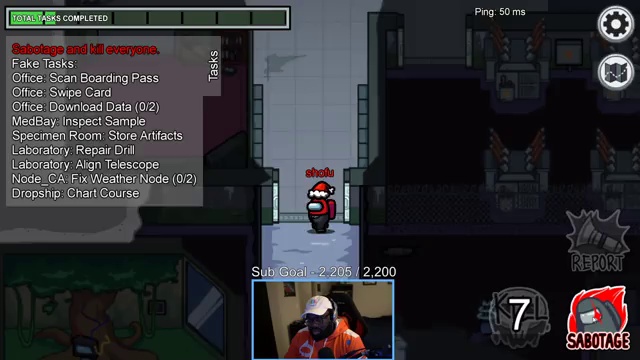 TOTAL TASKS COMPLETED
Ping: 50 ms
Sabotage and kill everyone.
Fake Tasks:
Office: Scan Boarding Pass
Office: Swipe Card
Office: Download Data (0/2)
MedBay: Inspect Sample
Specimen Room: Store Artifacts
Laboratory: Repair Drill
Laboratory: Align Telescope
Node_CA: Fix Weather Node (0/2)
Dropship: Chart Course
Tasks
shofu
REPORT
Sub Goal - 2,205 / 2,200
KILL
7
SABOTAGE